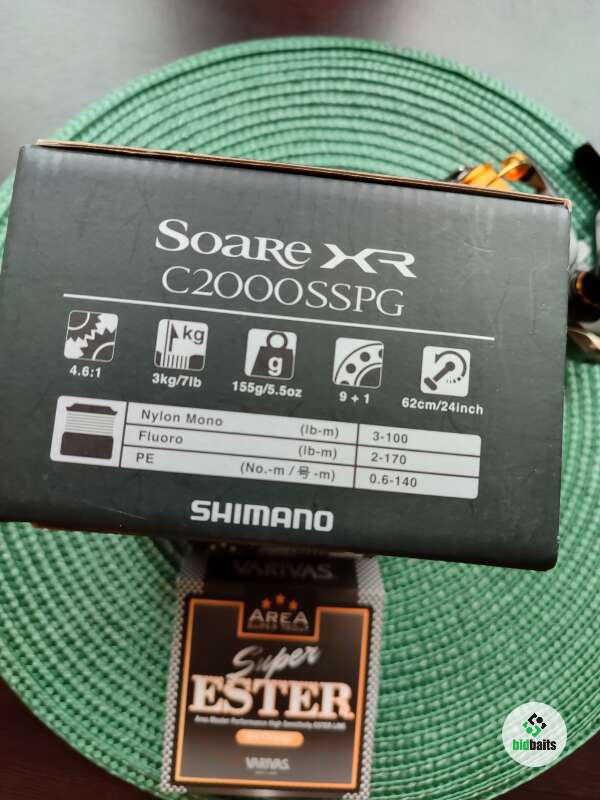 SOARE XR
C2000SSPG
kg
g
4.6:1
3kg/7lb
155g/5.5oz
9 + 1
62cm/24inch
Nylon Mono (lb-m) 3-100
Fluoro (lb-m) 2-170
PE (No.-m / 号 -m) 0.6-140
SHIMANO
VARIVAS
AREA
Super
ESTER
VARIVAS
bidbaits